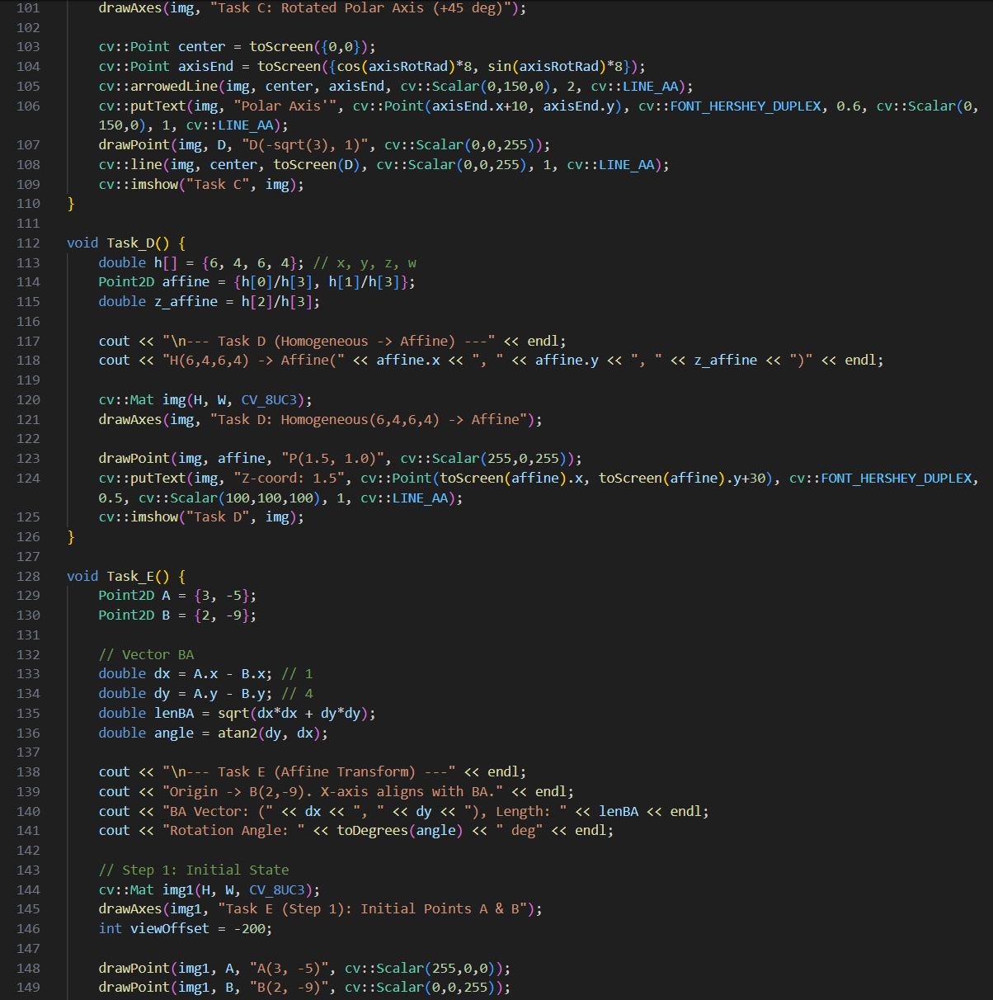 101     drawAxes(img, "Task C: Rotated Polar Axis (+45 deg)");
102
103     cv::Point center = toScreen({0,0});
104     cv::Point axisEnd = toScreen({cos(axisRotRad)*8, sin(axisRotRad)*8});
105     cv::arrowedLine(img, center, axisEnd, cv::Scalar(0,150,0), 2, cv::LINE_AA);
106     cv::putText(img, "Polar Axis'", cv::Point(axisEnd.x+10, axisEnd.y), cv::FONT_HERSHEY_DUPLEX, 0.6, cv::Scalar(0,
        150,0), 1, cv::LINE_AA);
107     drawPoint(img, D, "D(-sqrt(3), 1)", cv::Scalar(0,0,255));
108     cv::line(img, center, toScreen(D), cv::Scalar(0,0,255), 1, cv::LINE_AA);
109     cv::imshow("Task C", img);
110 }
111
112 void Task_D() {
113     double h[] = {6, 4, 6, 4}; // x, y, z, w
114     Point2D affine = {h[0]/h[3], h[1]/h[3]};
115     double z_affine = h[2]/h[3];
116
117     cout << "\n--- Task D (Homogeneous -> Affine) ---" << endl;
118     cout << "H(6,4,6,4) -> Affine(" << affine.x << ", " << affine.y << ", " << z_affine << ")" << endl;
119
120     cv::Mat img(H, W, CV_8UC3);
121     drawAxes(img, "Task D: Homogeneous(6,4,6,4) -> Affine");
122
123     drawPoint(img, affine, "P(1.5, 1.0)", cv::Scalar(255,0,255));
124     cv::putText(img, "Z-coord: 1.5", cv::Point(toScreen(affine).x, toScreen(affine).y+30), cv::FONT_HERSHEY_DUPLEX,
        0.5, cv::Scalar(100,100,100), 1, cv::LINE_AA);
125     cv::imshow("Task D", img);
126 }
127
128 void Task_E() {
129     Point2D A = {3, -5};
130     Point2D B = {2, -9};
131
132     // Vector BA
133     double dx = A.x - B.x; // 1
134     double dy = A.y - B.y; // 4
135     double lenBA = sqrt(dx*dx + dy*dy);
136     double angle = atan2(dy, dx);
137
138     cout << "\n--- Task E (Affine Transform) ---" << endl;
139     cout << "Origin -> B(2,-9). X-axis aligns with BA." << endl;
140     cout << "BA Vector: (" << dx << ", " << dy << "), Length: " << lenBA << endl;
141     cout << "Rotation Angle: " << toDegrees(angle) << " deg" << endl;
142
143     // Step 1: Initial State
144     cv::Mat img1(H, W, CV_8UC3);
145     drawAxes(img1, "Task E (Step 1): Initial Points A & B");
146     int viewOffset = -200;
147
148     drawPoint(img1, A, "A(3, -5)", cv::Scalar(255,0,0));
149     drawPoint(img1, B, "B(2, -9)", cv::Scalar(0,0,255));